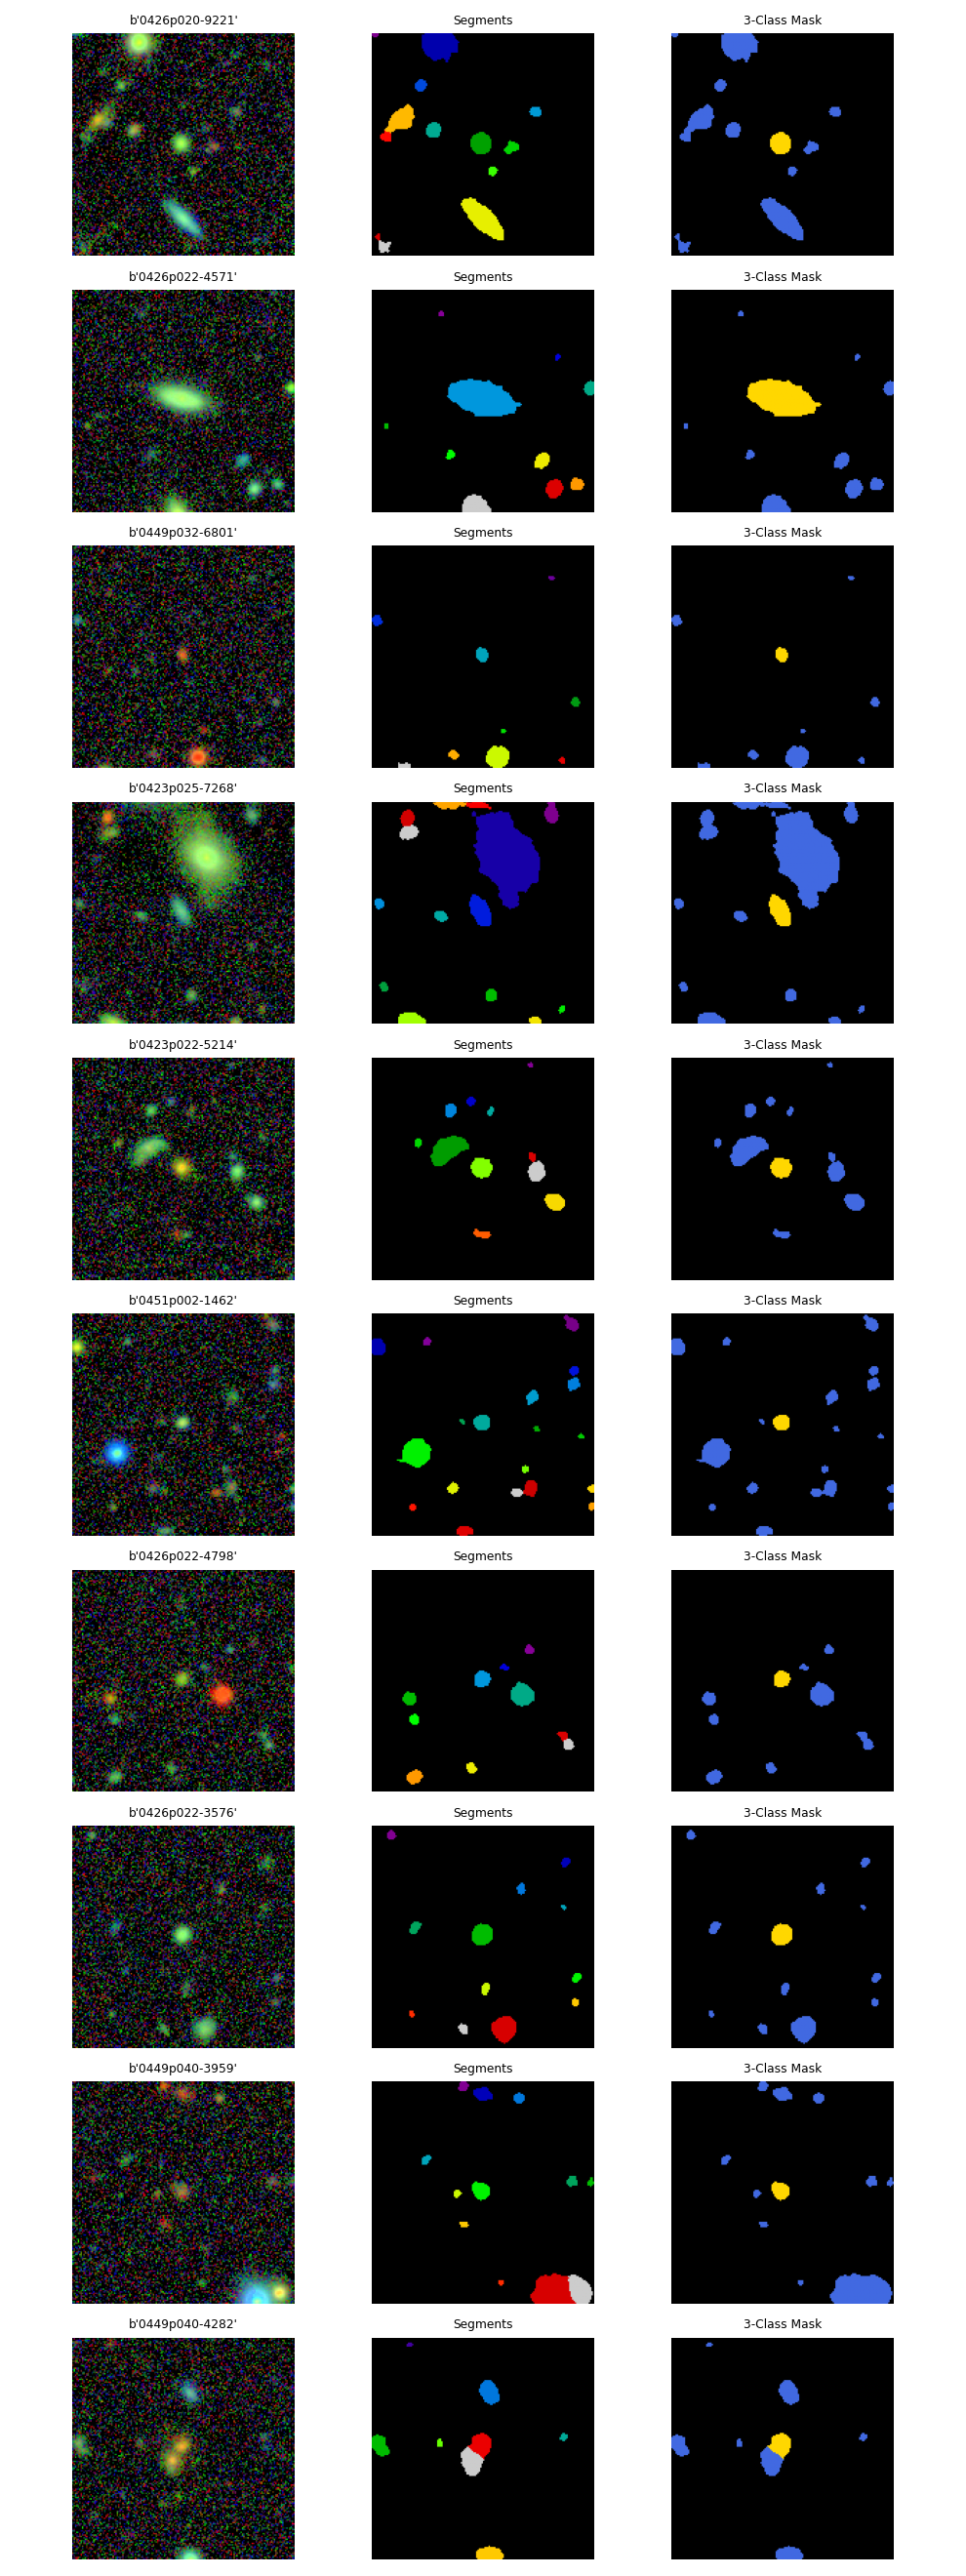 b'0426p020-9221' Segments 3-Class Mask
b'0426p022-4571' Segments 3-Class Mask
b'0449p032-6801' Segments 3-Class Mask
b'0423p025-7268' Segments 3-Class Mask
b'0423p022-5214' Segments 3-Class Mask
b'0451p002-1462' Segments 3-Class Mask
b'0426p022-4798' Segments 3-Class Mask
b'0426p022-3576' Segments 3-Class Mask
b'0449p040-3959' Segments 3-Class Mask
b'0449p040-4282' Segments 3-Class Mask